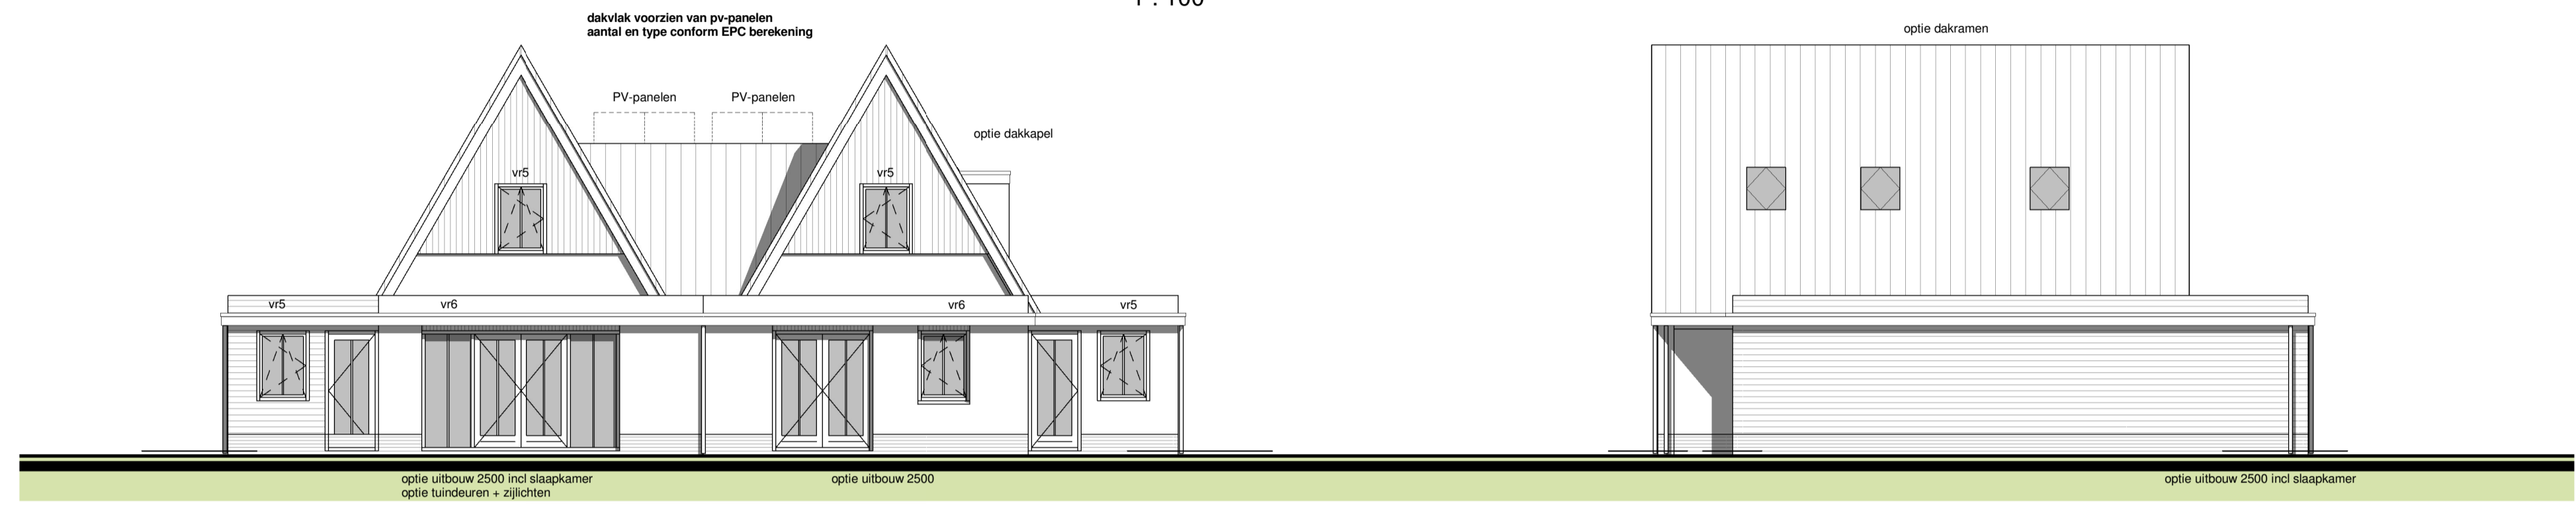 1 : 100
dakvlak voorzien van pv-panelen
aantal en type conform EPC berekening
optie dakramen
PV-panelen
PV-panelen
optie dakkapel
vr5
vr5
vr5
vr6
vr6
vr5
optie uitbouw 2500 incl slaapkamer
optie tuindeuren + zijlichten
optie uitbouw 2500
optie uitbouw 2500 incl slaapkamer